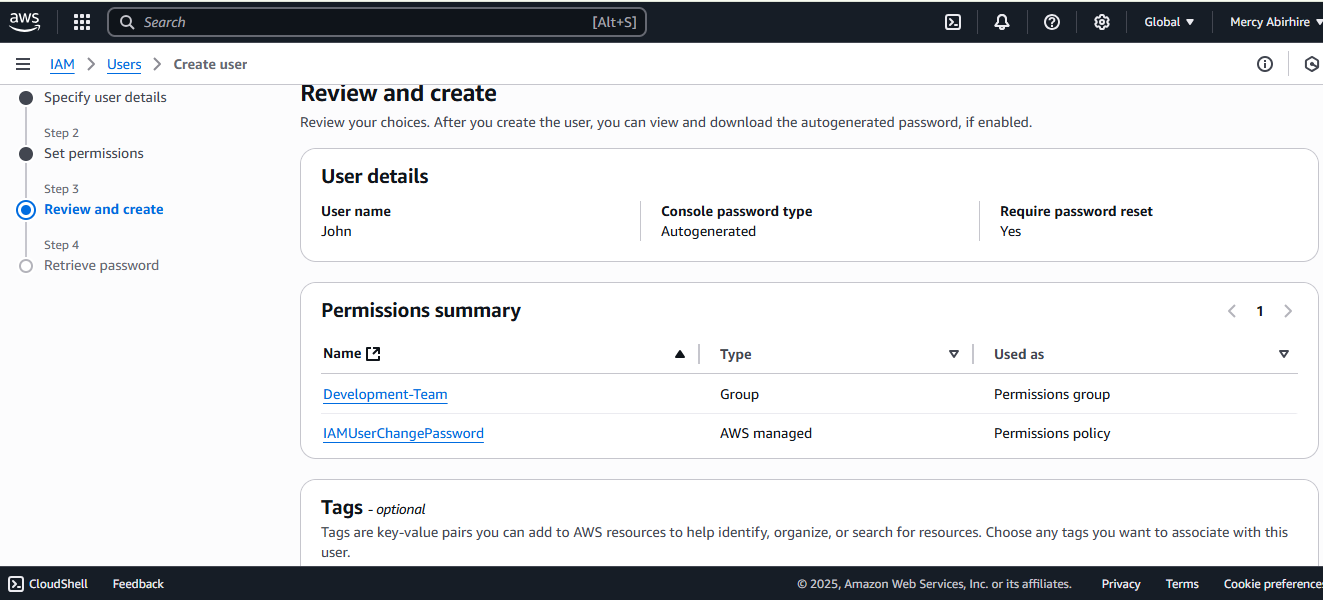 aws
Search [Alt+S] Global Mercy Abirhire
IAM > Users > Create user
Specify user details
Step 2
Set permissions
Step 3
Review and create
Step 4
Retrieve password
Review and create
Review your choices. After you create the user, you can view and download the autogenerated password, if enabled.
User details
User name Console password type Require password reset
John Autogenerated Yes
Permissions summary 1
Name Type Used as
Development-Team Group Permissions group
IAMUserChangePassword AWS managed Permissions policy
Tags - optional
Tags are key-value pairs you can add to AWS resources to help identify, organize, or search for resources. Choose any tags you want to associate with this
user.
CloudShell Feedback © 2025, Amazon Web Services, Inc. or its affiliates. Privacy Terms Cookie preferences